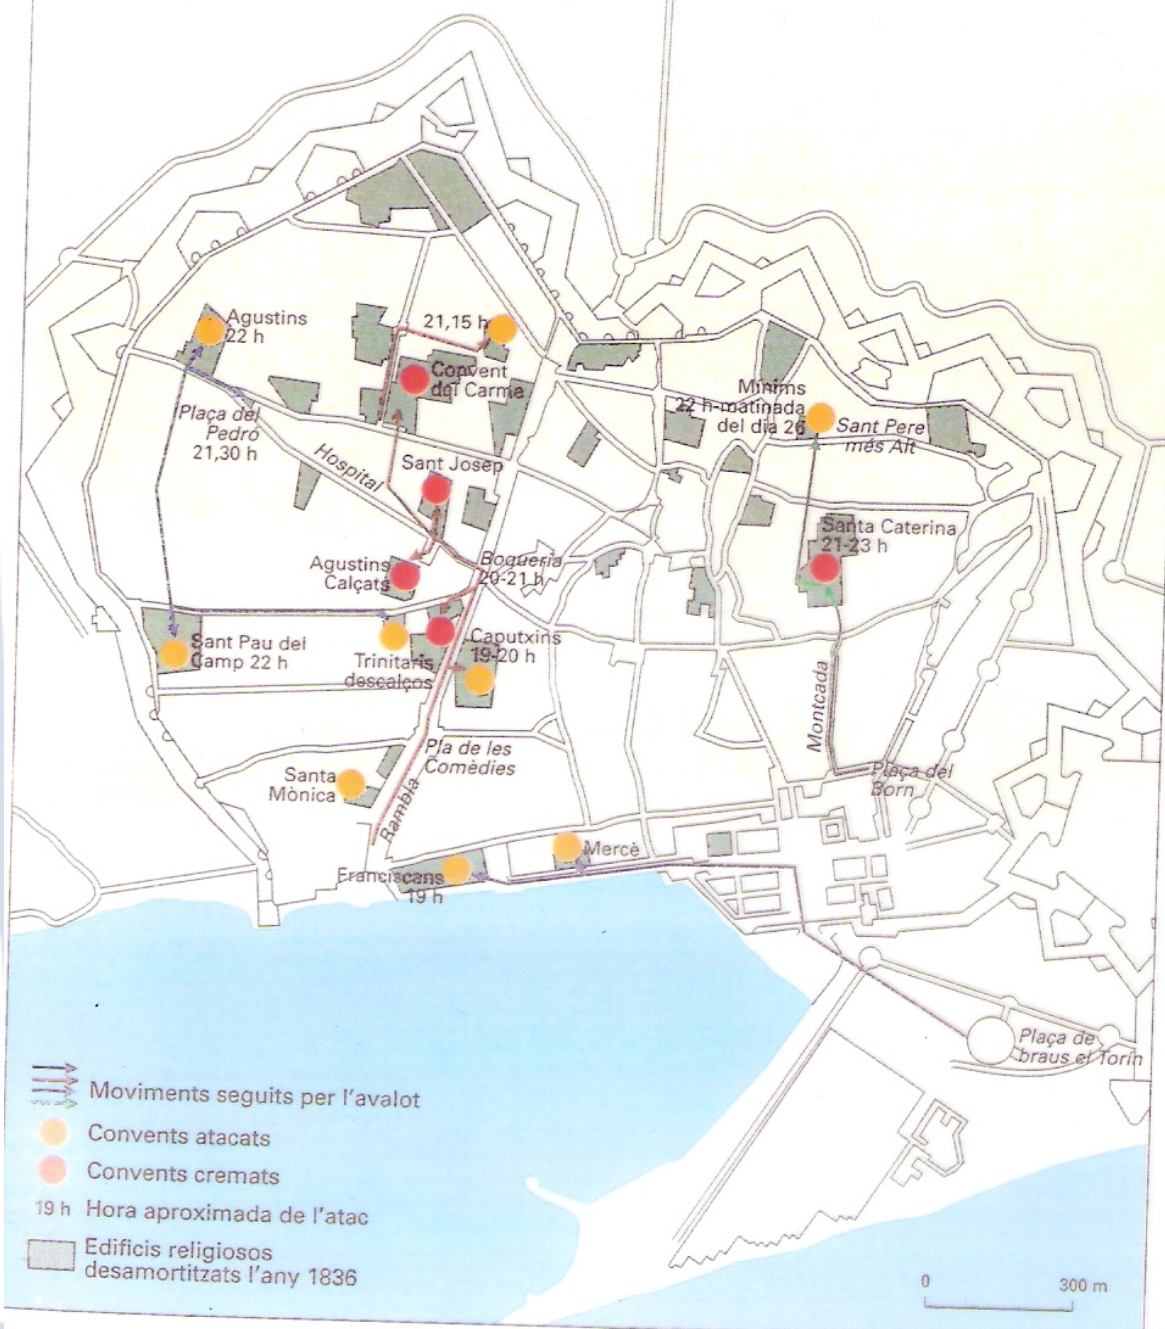 Agustins
22 h
21,15 h
Convent
del Carme
Minims
22 h-matinada
del dia 26
Sant Pere
més Alt
Plaça del
Pedró
21,30 h
Hospital
Sant Josep
Santa Caterina
21-23 h
Agustins
Calçats
Boqueria
20-21 h
Sant Pau del
Camp 22 h
Trinitaris
descalços
Caputxins
19-20 h
Montcada
Pla de les
Comèdies
Santa
Mònica
Rambla
Plaça del
Born
Mercè
Franciscans
19 h
Plaça de
braus el Torín
Moviments seguits per l'avalot
Convents atacats
Convents cremats
19 h Hora aproximada de l'atac
Edificis religiosos
desamortitzats l'any 1836
0 300 m